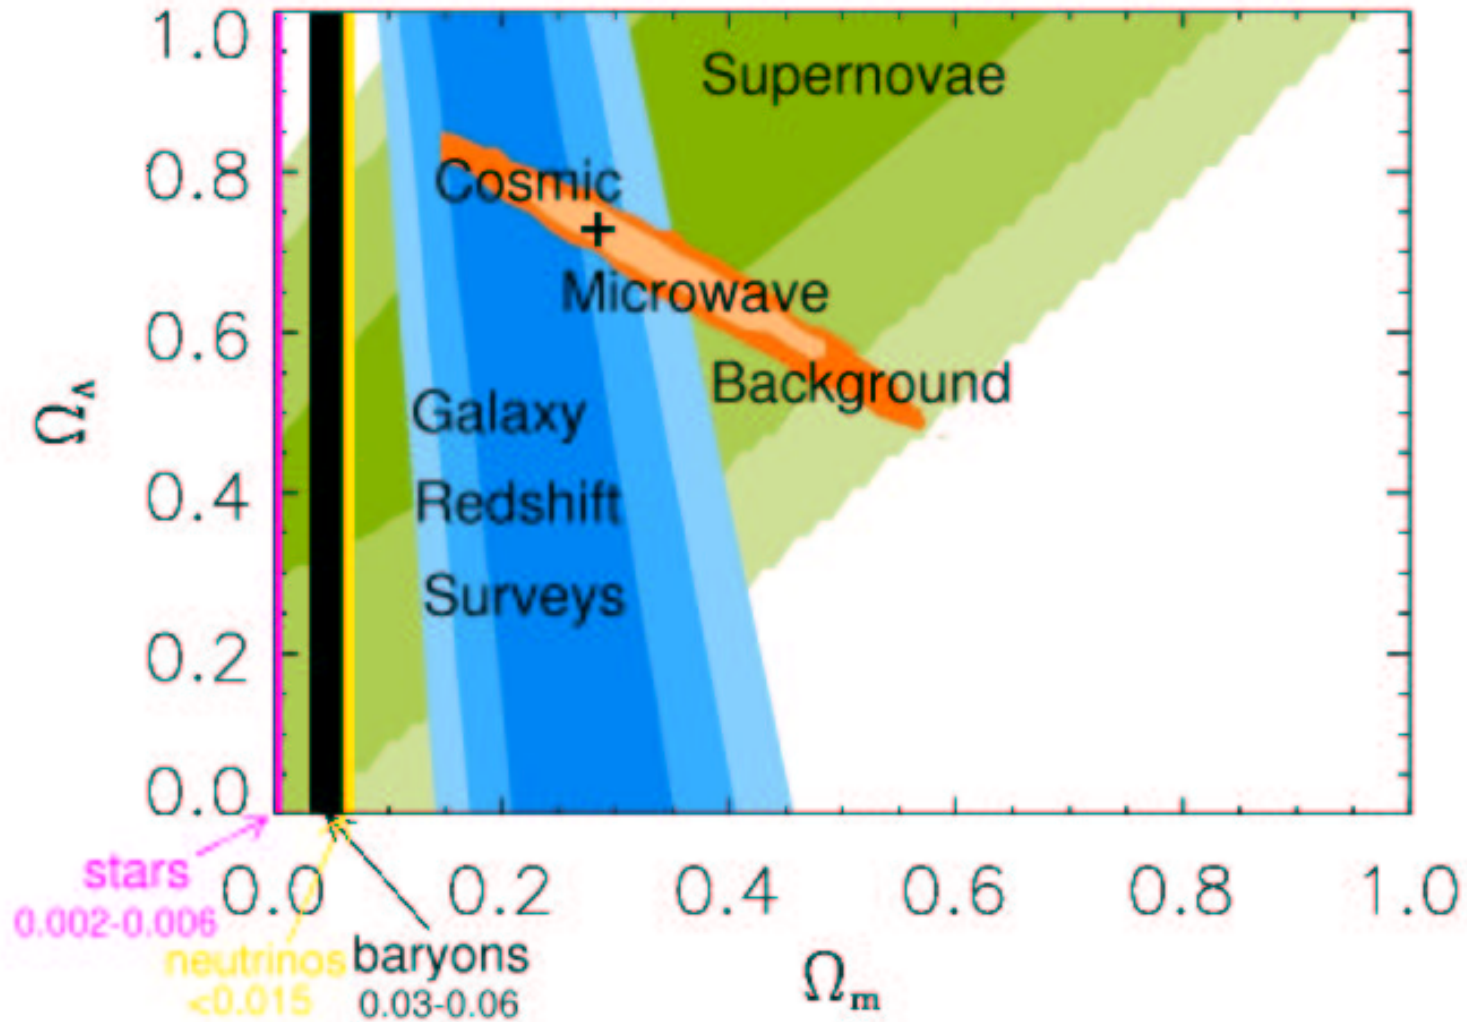 1.0
Supernovae
0.8
Cosmic
+
Microwave
0.6
Background
Ω_Λ
Galaxy
0.4
Redshift
Surveys
0.2
0.0
stars
0.002-0.006
0.0 0.2 0.4 0.6 0.8 1.0
neutrinos
<0.015
baryons
0.03-0.06
Ω_m